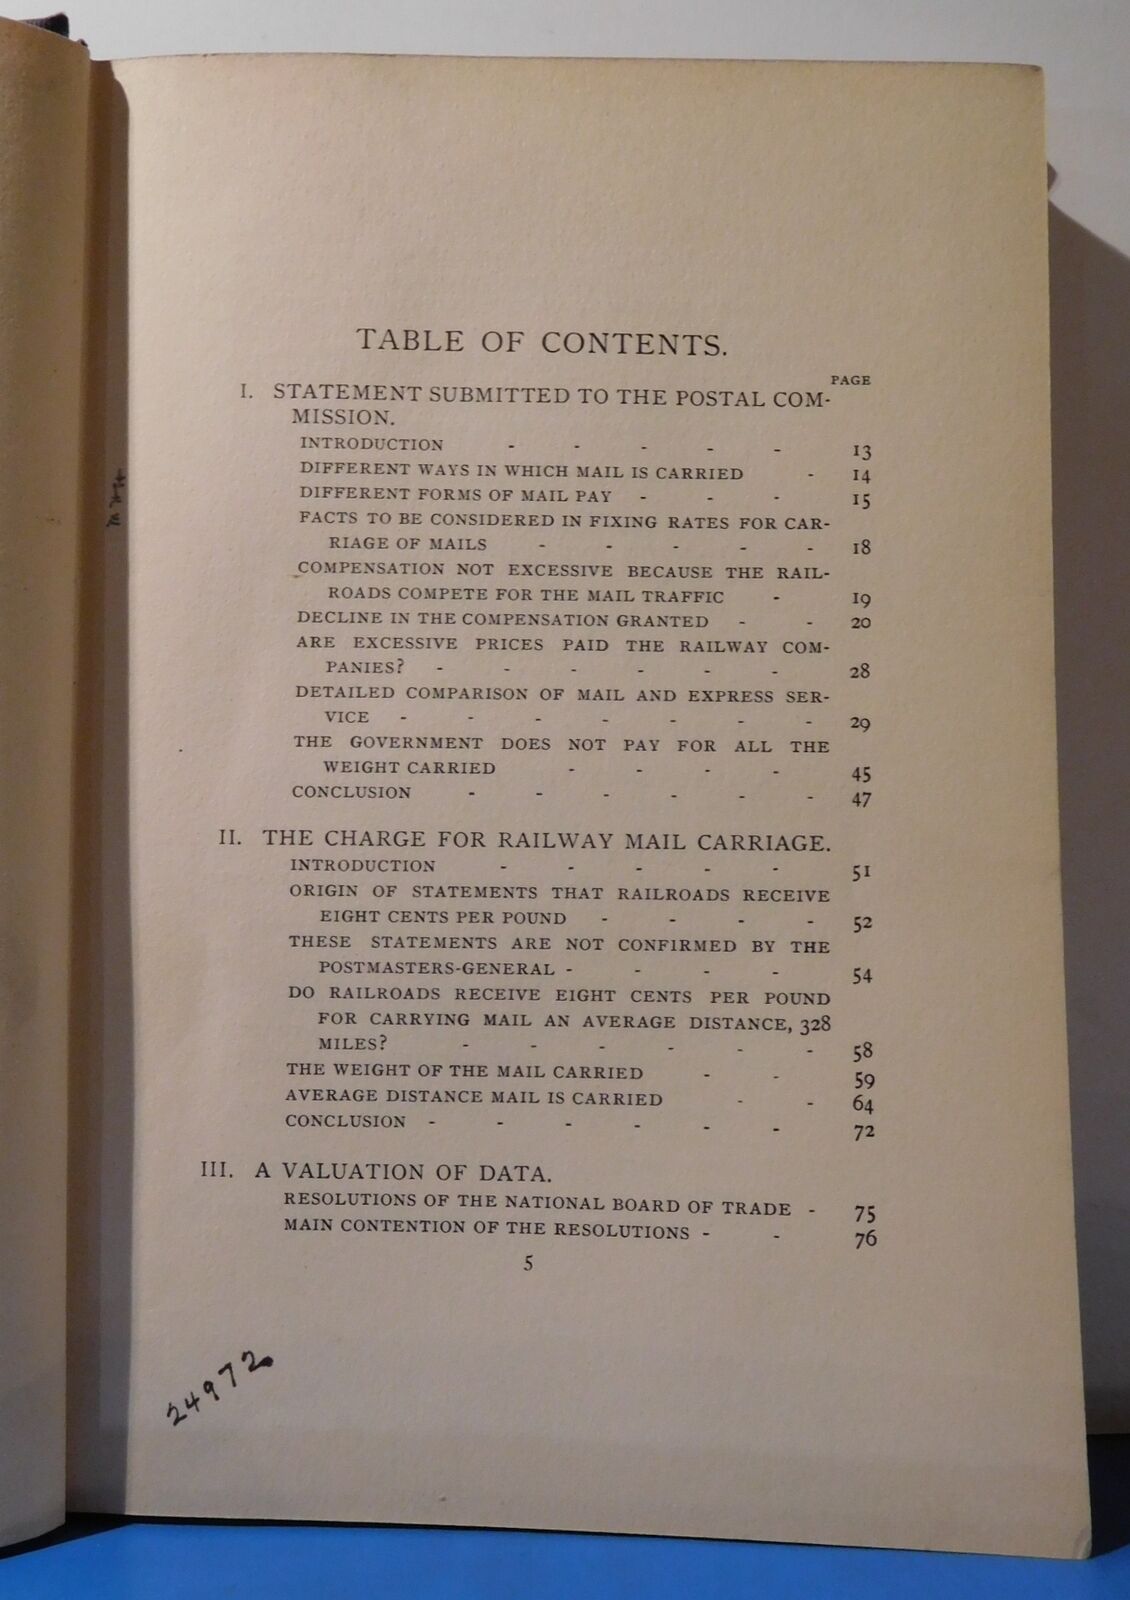 TABLE OF CONTENTS.
PAGE
I. STATEMENT SUBMITTED TO THE POSTAL COM-
MISSION.
INTRODUCTION - - - - - 13
DIFFERENT WAYS IN WHICH MAIL IS CARRIED - 14
DIFFERENT FORMS OF MAIL PAY - - - 15
FACTS TO BE CONSIDERED IN FIXING RATES FOR CAR-
RIAGE OF MAILS - - - - - 18
COMPENSATION NOT EXCESSIVE BECAUSE THE RAIL-
ROADS COMPETE FOR THE MAIL TRAFFIC - 19
DECLINE IN THE COMPENSATION GRANTED - - 20
ARE EXCESSIVE PRICES PAID THE RAILWAY COM-
PANIES? - - - - - - 28
DETAILED COMPARISON OF MAIL AND EXPRESS SER-
VICE - - - - - - - 29
THE GOVERNMENT DOES NOT PAY FOR ALL THE
WEIGHT CARRIED - - - - 45
CONCLUSION - - - - - - 47
II. THE CHARGE FOR RAILWAY MAIL CARRIAGE.
INTRODUCTION - - - - - 51
ORIGIN OF STATEMENTS THAT RAILROADS RECEIVE
EIGHT CENTS PER POUND - - - - 52
THESE STATEMENTS ARE NOT CONFIRMED BY THE
POSTMASTERS-GENERAL - - - - 54
DO RAILROADS RECEIVE EIGHT CENTS PER POUND
FOR CARRYING MAIL AN AVERAGE DISTANCE, 328
MILES? - - - - - - 58
THE WEIGHT OF THE MAIL CARRIED - - 59
AVERAGE DISTANCE MAIL IS CARRIED - - 64
CONCLUSION - - - - - - 72
III. A VALUATION OF DATA.
RESOLUTIONS OF THE NATIONAL BOARD OF TRADE - 75
MAIN CONTENTION OF THE RESOLUTIONS - - 76
5
24972